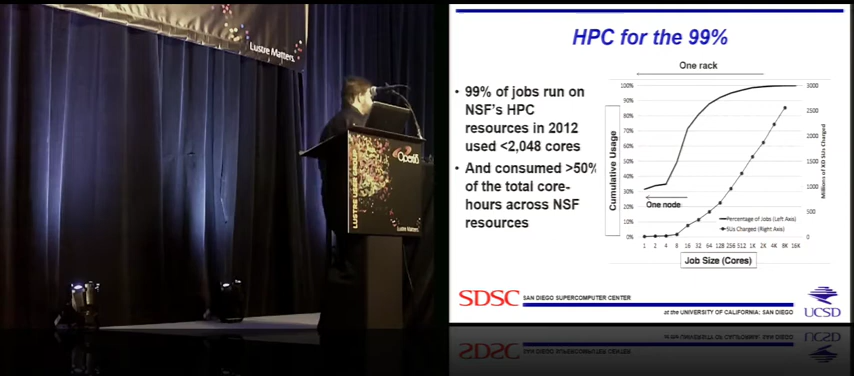 Lustre Matters.
LUSTRE USER GROUP
OpenSFS
Lustre Matters.
HPC for the 99%
One rack
• 99% of jobs run on
NSF's HPC
resources in 2012
used <2,048 cores
• And consumed >50%
of the total core-
hours across NSF
resources
Cumulative Usage
100%
90%
80%
70%
60%
50%
40%
30%
20%
10%
0%
One node
Percentage of Jobs (Left Axis)
SUs Charged (Right Axis)
3000
2500
2000
1500
1000
500
0
Millions of XD SUs Charged
1 2 4 8 16 32 64 128 256 512 1K 2K 4K 8K 16K
Job Size (Cores)
SDSC SAN DIEGO SUPERCOMPUTER CENTER
at the UNIVERSITY OF CALIFORNIA; SAN DIEGO
UCSD